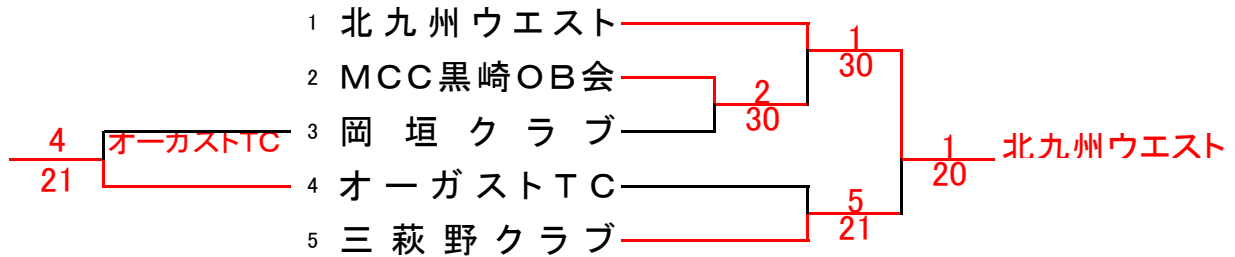 1 北九州ウエスト
1
30
2 MCC黒崎OB会
2
30
3 岡垣クラブ
4
21
オーガストTC
1
20
北九州ウエスト
4 オーガストTC
5
21
5 三萩野クラブ